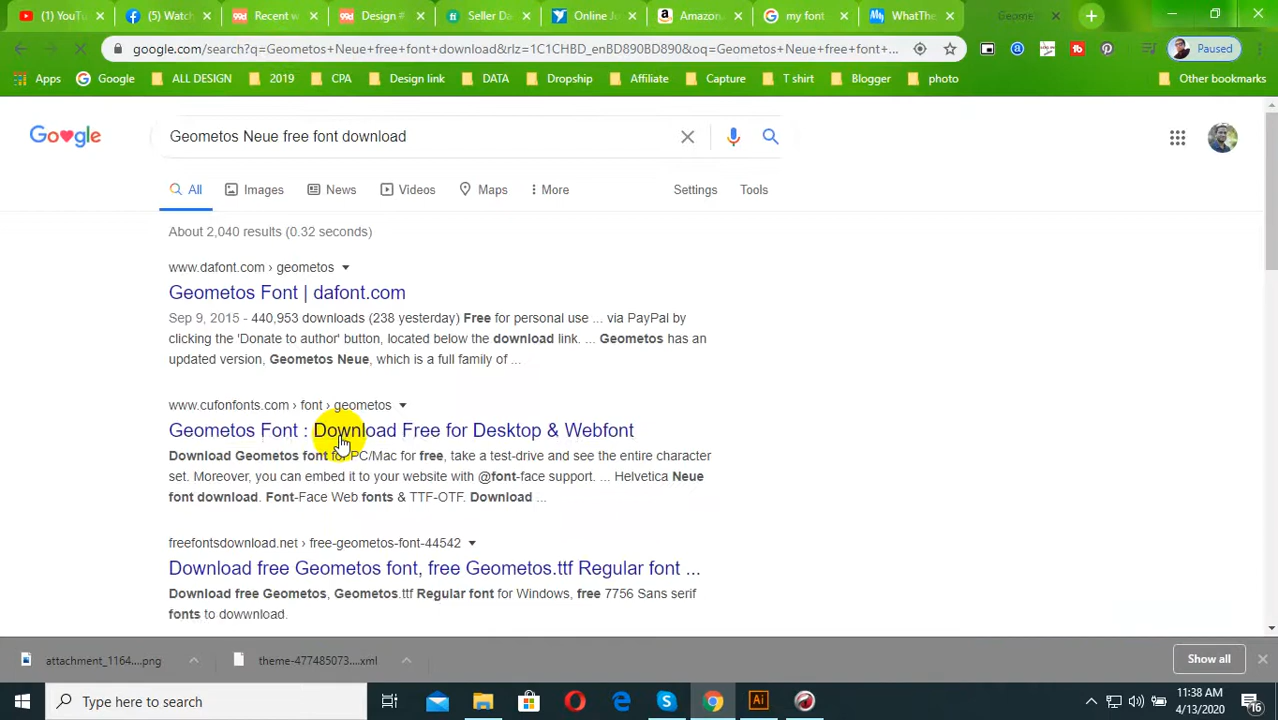 (1) YouTu
(5) Watch
Recent w
Design #
Seller Da
Online Ju
Amazon.
my font
WhatThe
Geome
google.com/search?q=Geometos+Neue+free+font+download&rlz=1C1CHBD_enBD890BD890&oq=Geometos+Neue+free+font+...
Paused
Apps
Google
ALL DESIGN
2019
CPA
Design link
DATA
Dropship
Affiliate
Capture
T shirt
Blogger
photo
Other bookmarks
Geometos Neue free font download
All
Images
News
Videos
Maps
More
Settings
Tools
About 2,040 results (0.32 seconds)
www.dafont.com › geometos
Geometos Font | dafont.com
Sep 9, 2015 - 440,953 downloads (238 yesterday) Free for personal use ... via PayPal by
clicking the 'Donate to author' button, located below the download link. ... Geometos has an
updated version, Geometos Neue, which is a full family of ...
www.cufonfonts.com › font › geometos
Geometos Font : Download Free for Desktop & Webfont
Download Geometos font for PC/Mac for free, take a test-drive and see the entire character
set. Moreover, you can embed it to your website with @font-face support. ... Helvetica Neue
font download. Font-Face Web fonts & TTF-OTF. Download ...
freefontsdownload.net › free-geometos-font-44542
Download free Geometos font, free Geometos.ttf Regular font ...
Download free Geometos, Geometos.ttf Regular font for Windows, free 7756 Sans serif
fonts to dowwnload.
attachment_1164....png
theme-477485073....xml
Show all
Type here to search
Ai
11:38 AM
4/13/2020
16